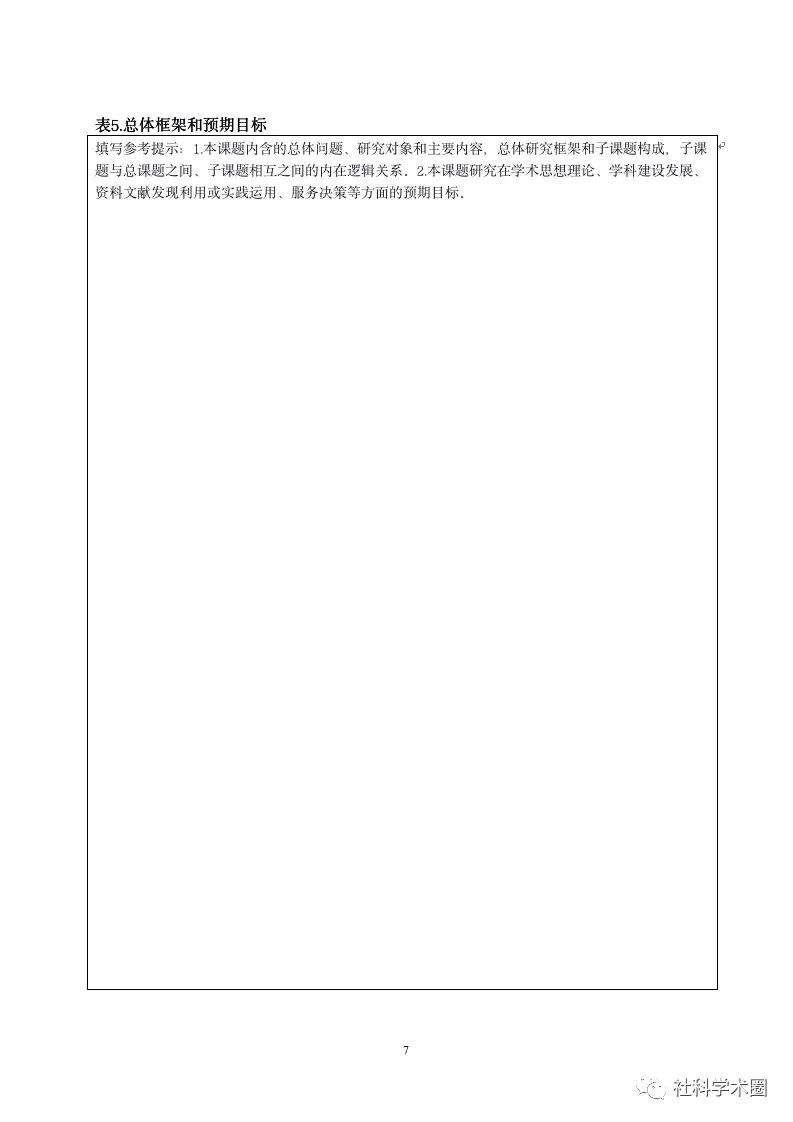 表5.总体框架和预期目标
填写参考提示：1.本课题内含的总体问题、研究对象和主要内容，总体研究框架和子课题构成，子课
题与总课题之间、子课题相互之间的内在逻辑关系．2.本课题研究在学术思想理论、学科建设发展、
资料文献发现利用或实践运用、服务决策等方面的预期目标．
7
社科学术圈